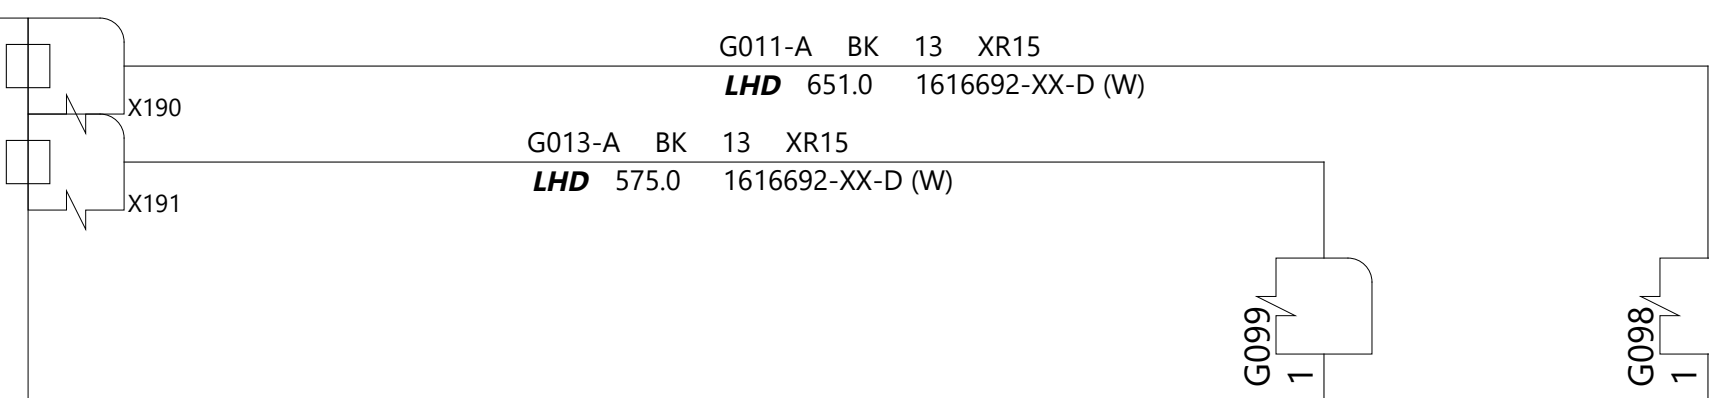 G011-A BK 13 XR15
LHD 651.0 1616692-XX-D (W)
X190
G013-A BK 13 XR15
LHD 575.0 1616692-XX-D (W)
X191
G099
1
G098
1